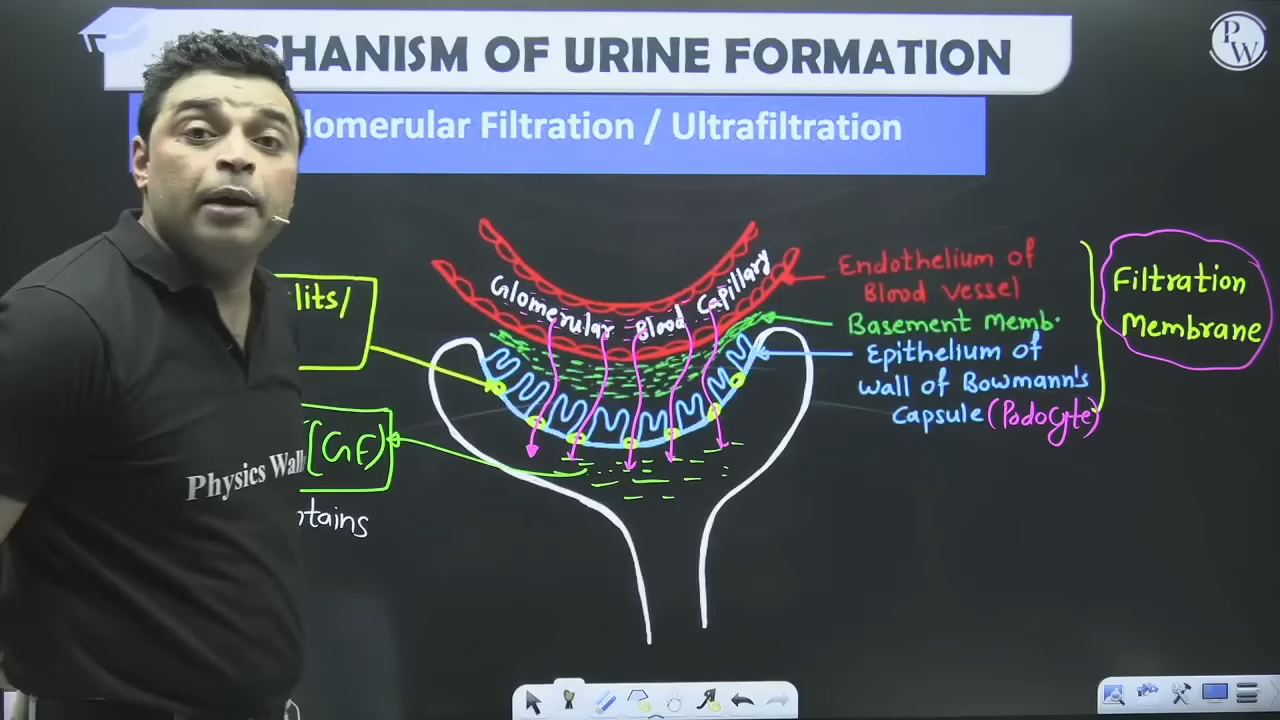 CHANISM OF URINE FORMATION
P
W
lomerular Filtration / Ultrafiltration
Glomerular Blood Capillary
Endothelium of
Blood vessel
Basement Memb.
Epithelium of
wall of Bowmann's
capsule (Podocyte)
Filtration
Membrane
lits/
(GF)
ntains
Physics Wall